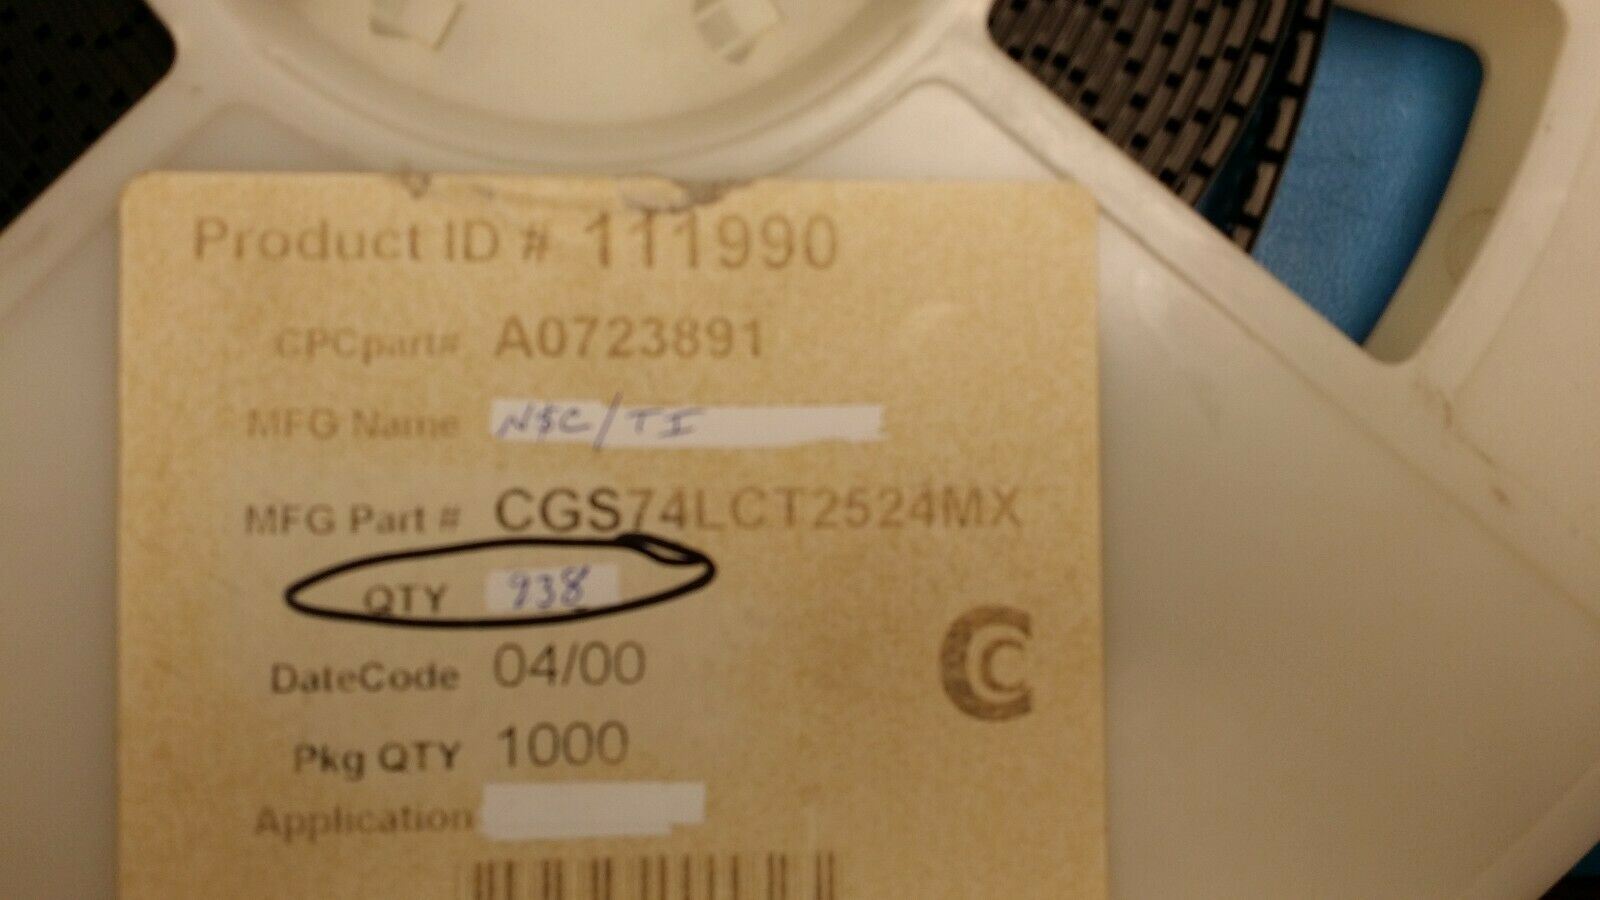 Product ID # 111990
CPCpart# A0723891
MFG Name N$C/TI
MFG Part # CGS74LCT2524MX
QTY 938
DateCode 04/00
CC
Pkg QTY 1000
Application